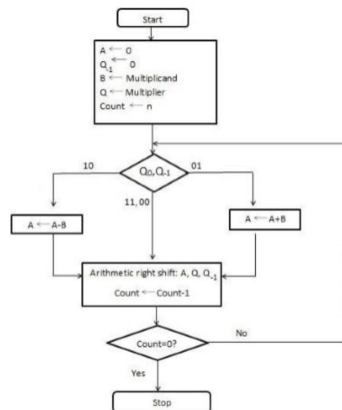 Start
A ← 0
Q₋₁ ← 0
B ← Multiplicand
Q ← Multiplier
Count ← n
10
Q₀,Q₋₁
01
A ← A-B
11,00
A ← A+B
Arithmetic right shift: A, Q, Q₋₁
Count ← Count-1
Count=0?
No
Yes
Stop